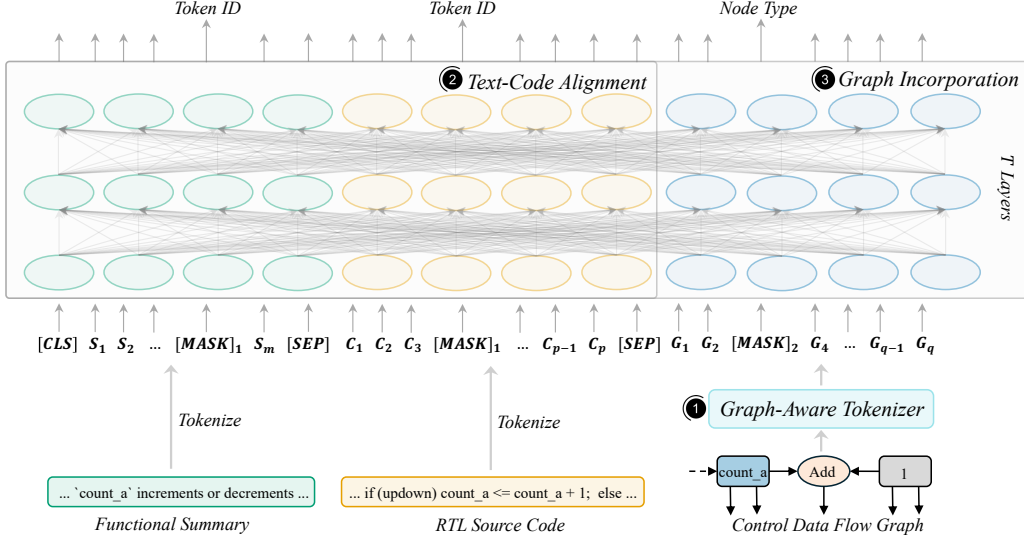 Token ID Token ID Node Type
2 Text-Code Alignment 3 Graph Incorporation
T Layers
[CLS] S1 S2 ... [MASK]1 Sm [SEP] C1 C2 C3 [MASK]1 ... Cp−1 Cp [SEP] G1 G2 [MASK]2 G4 ... Gq−1 Gq
1 Graph-Aware Tokenizer
Tokenize Tokenize
count_a Add 1
... `count_a` increments or decrements ... ... if (updown) count_a <= count_a + 1; else ...
Functional Summary RTL Source Code Control Data Flow Graph